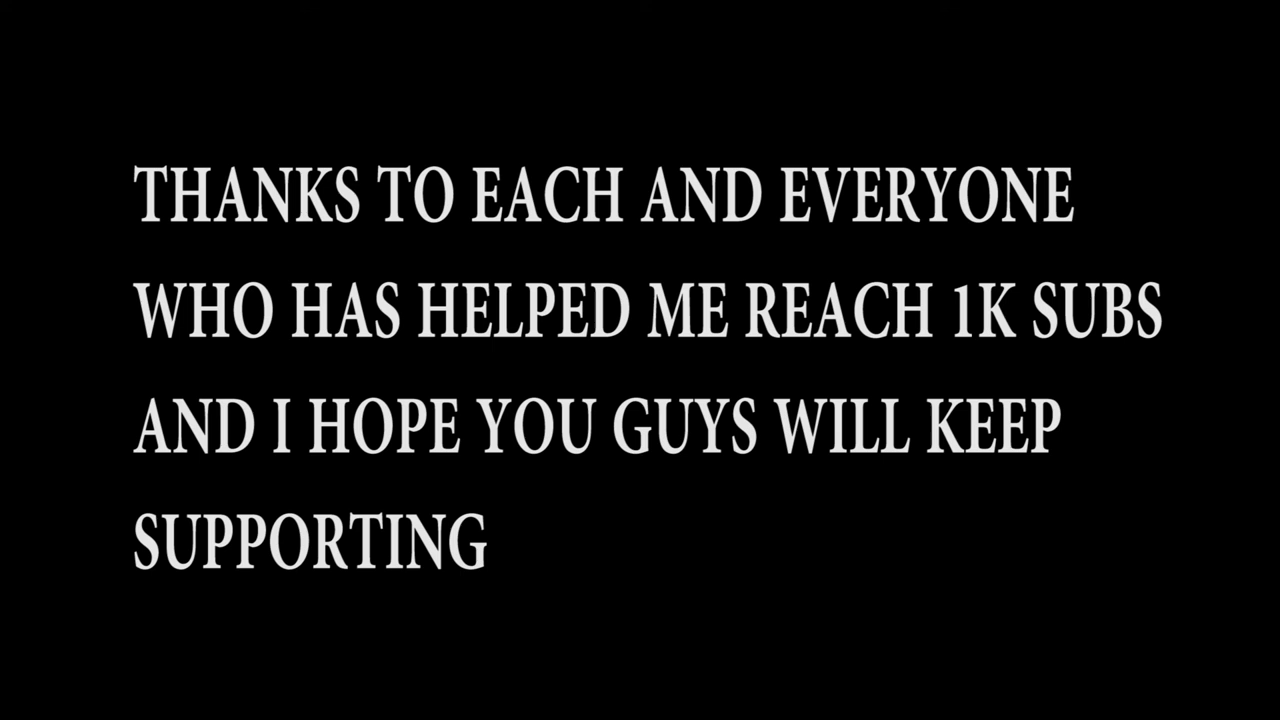 THANKS TO EACH AND EVERYONE
WHO HAS HELPED ME REACH 1K SUBS
AND I HOPE YOU GUYS WILL KEEP
SUPPORTING